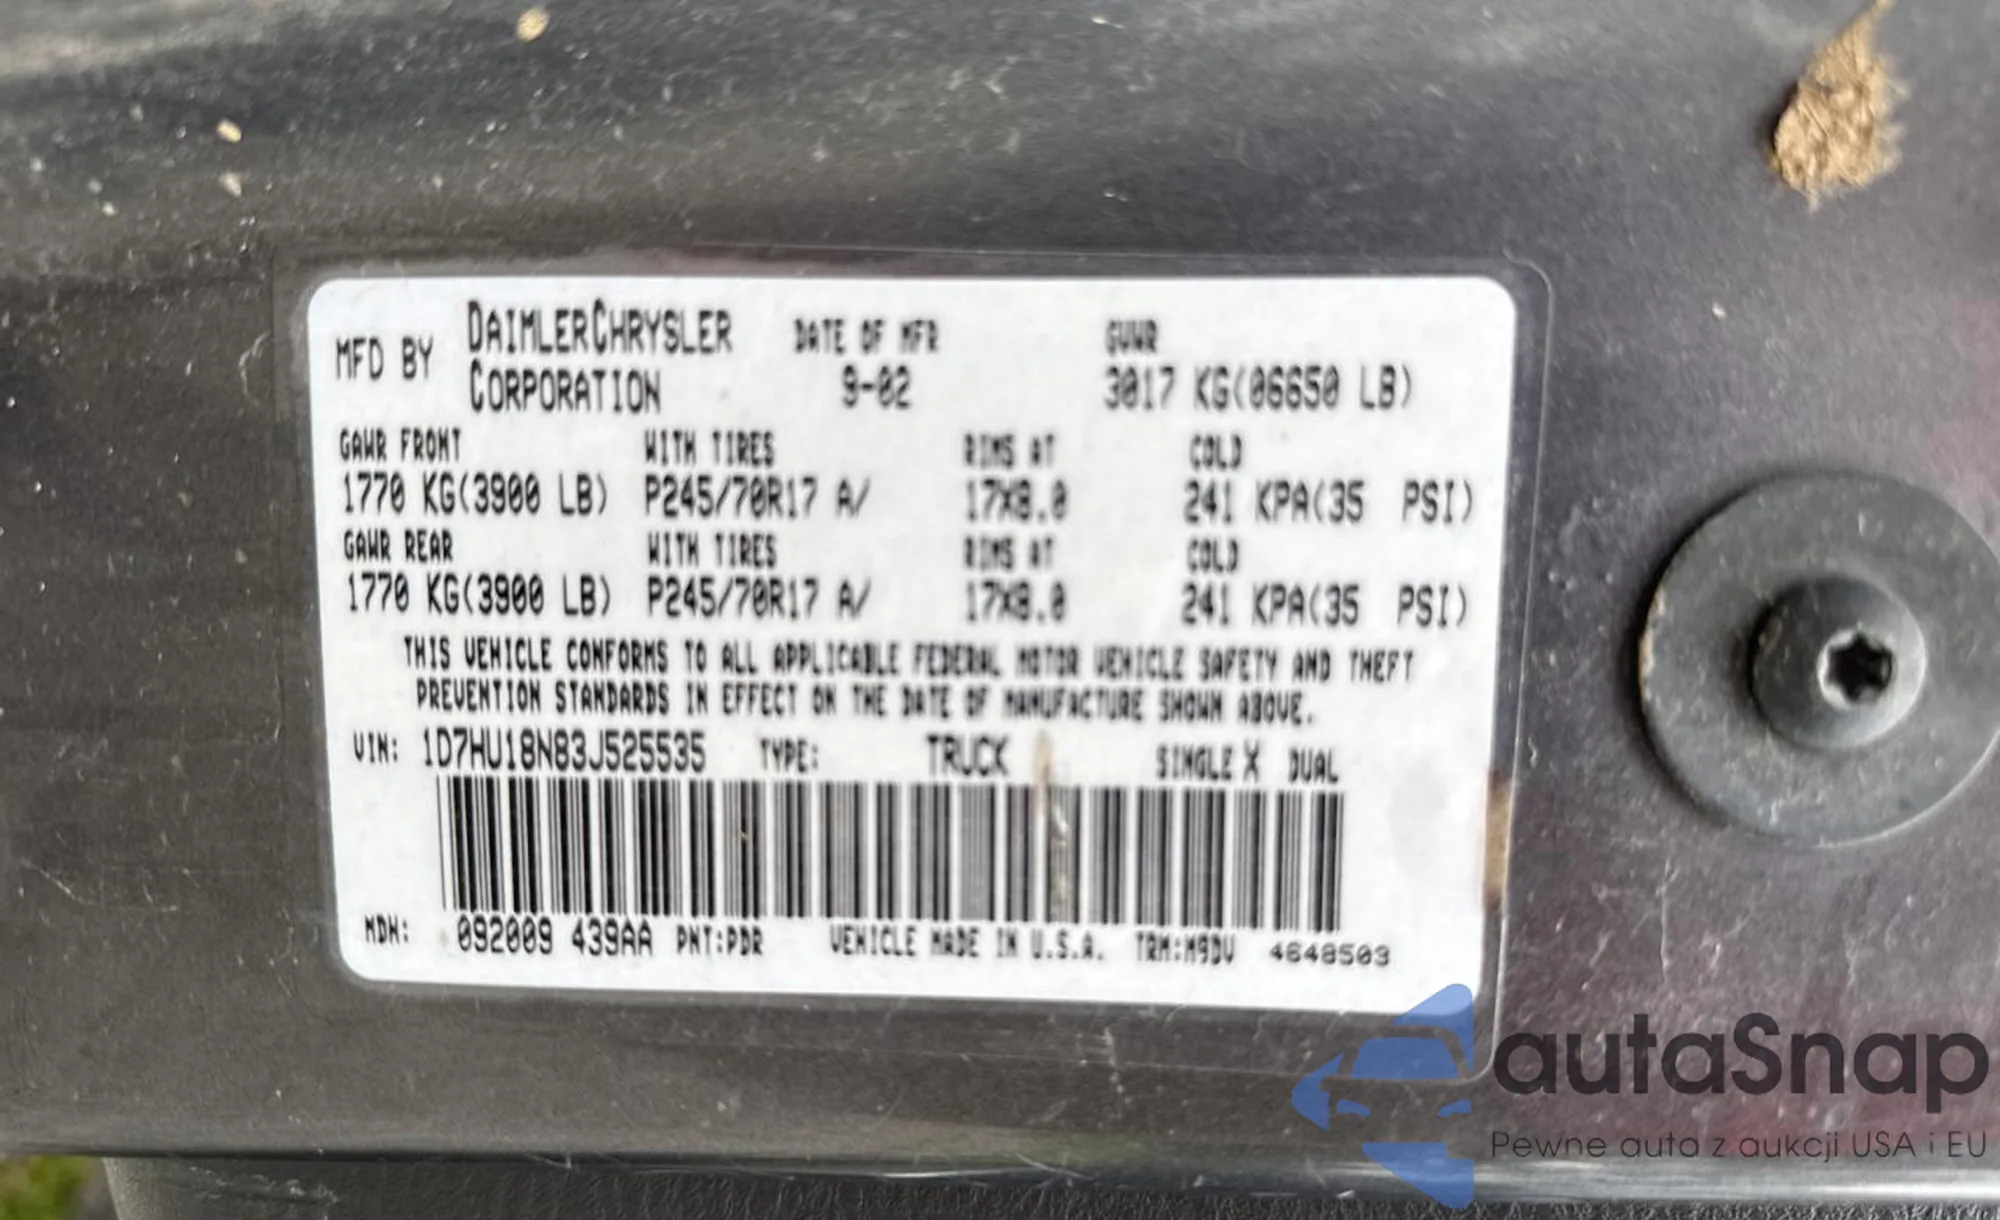 MFD BY DAIMLERCHRYSLER CORPORATION DATE OF MFR 9-02 GVWR 3017 KG(06650 LB)
GAWR FRONT WITH TIRES RIMS AT COLD
1770 KG(3900 LB) P245/70R17 A/ 17X8.0 241 KPA(35 PSI)
GAWR REAR WITH TIRES RIMS AT COLD
1770 KG(3900 LB) P245/70R17 A/ 17X8.0 241 KPA(35 PSI)
THIS VEHICLE CONFORMS TO ALL APPLICABLE FEDERAL MOTOR VEHICLE SAFETY AND THEFT
PREVENTION STANDARDS IN EFFECT ON THE DATE OF MANUFACTURE SHOWN ABOVE.
VIN: 1D7HU18N83J525535 TYPE: TRUCK SINGLE X DUAL
MDH: 092009 439AA PNT:PDR VEHICLE MADE IN U.S.A. TRM:M9DV 4648503
autaSnap
Pewne auta z aukcji USA i EU